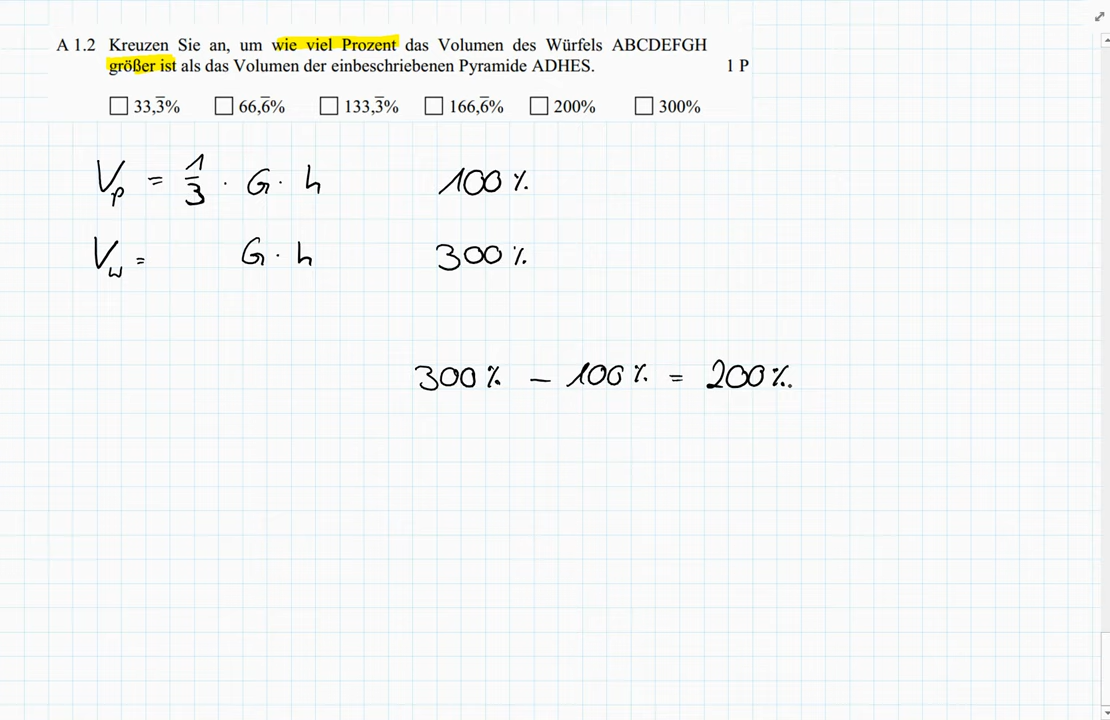 A 1.2 Kreuzen Sie an, um wie viel Prozent das Volumen des Würfels ABCDEFGH
größer ist als das Volumen der einbeschriebenen Pyramide ADHES. 1 P
☐ 33,3̅% ☐ 66,6̅% ☐ 133,3̅% ☐ 166,6̅% ☐ 200% ☐ 300%
V_P = 1/3 · G · h 100 %
V_W = G · h 300 %
300 % − 100 % = 200 %.